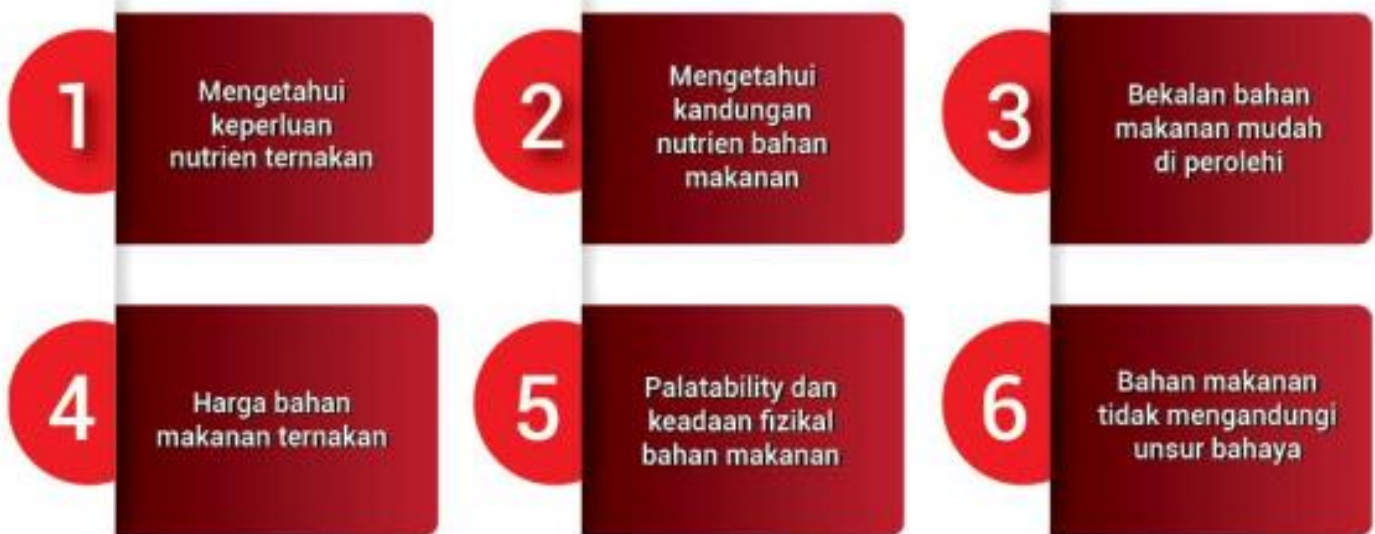 1
Mengetahui
keperluan
nutrien ternakan
2
Mengetahui
kandungan
nutrien bahan
makanan
3
Bekalan bahan
makanan mudah
di perolehi
4
Harga bahan
makanan ternakan
5
Palatability dan
keadaan fizikal
bahan makanan
6
Bahan makanan
tidak mengandungi
unsur bahaya